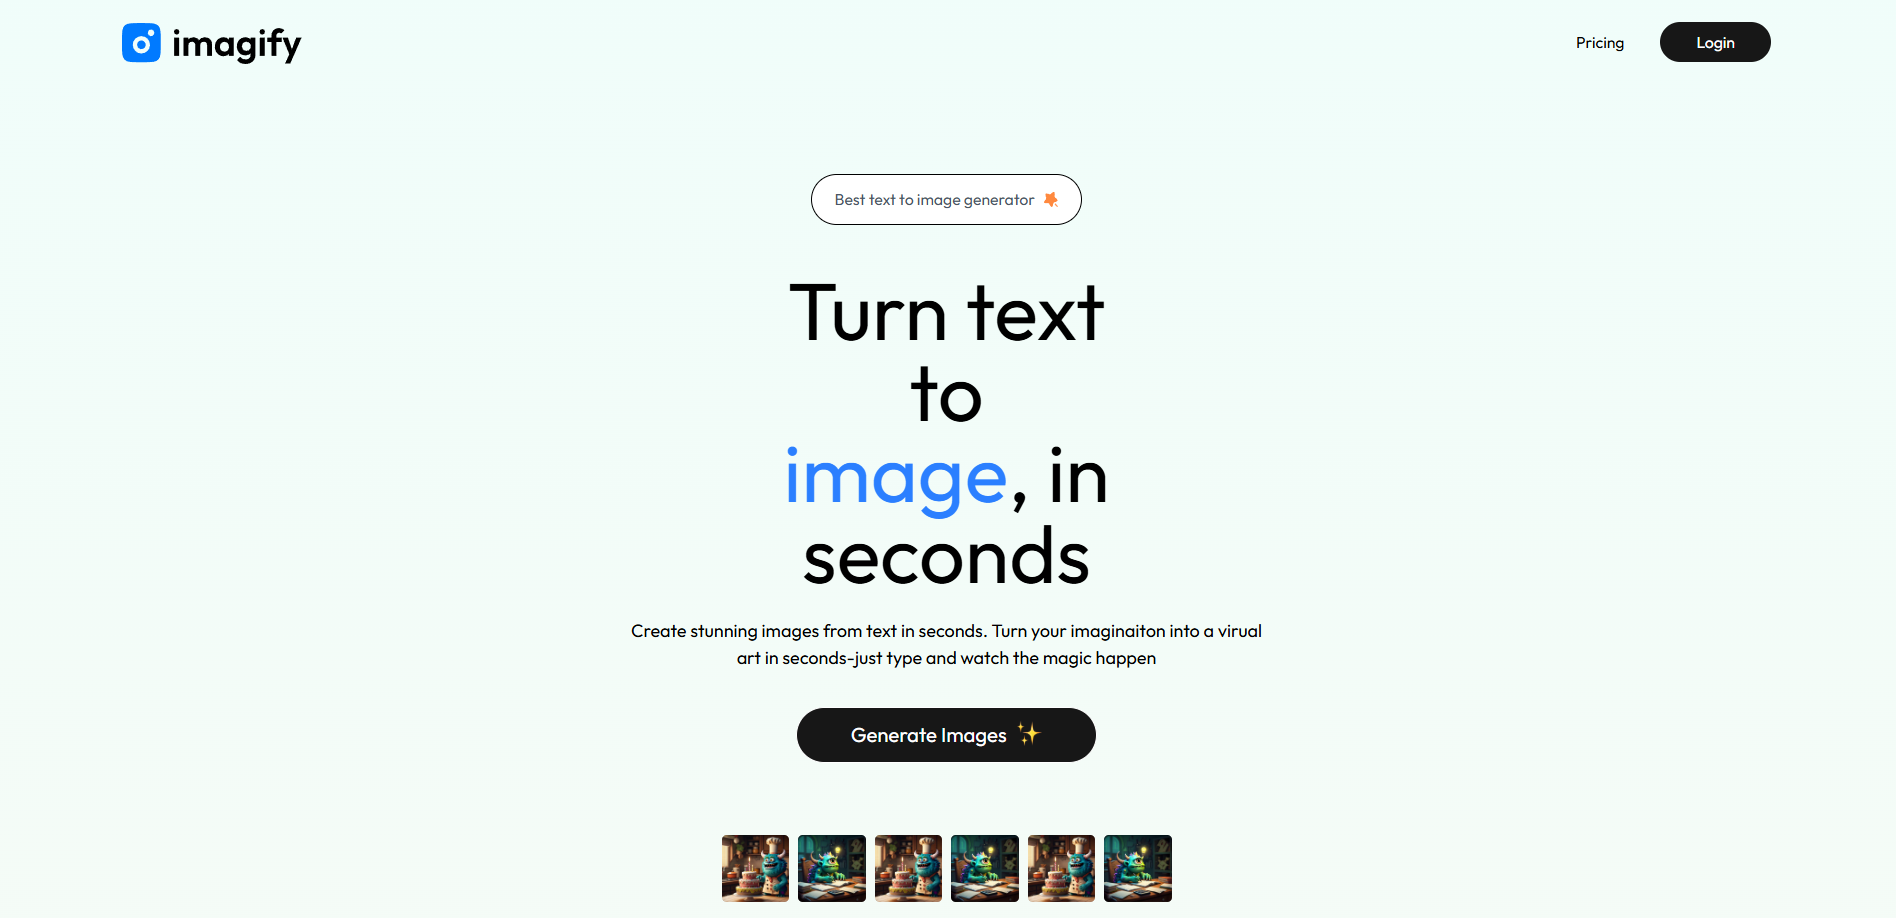 imagify
Pricing
Login
Best text to image generator
Turn text
to
image, in
seconds
Create stunning images from text in seconds. Turn your imaginaiton into a virual
art in seconds-just type and watch the magic happen
Generate Images ✨